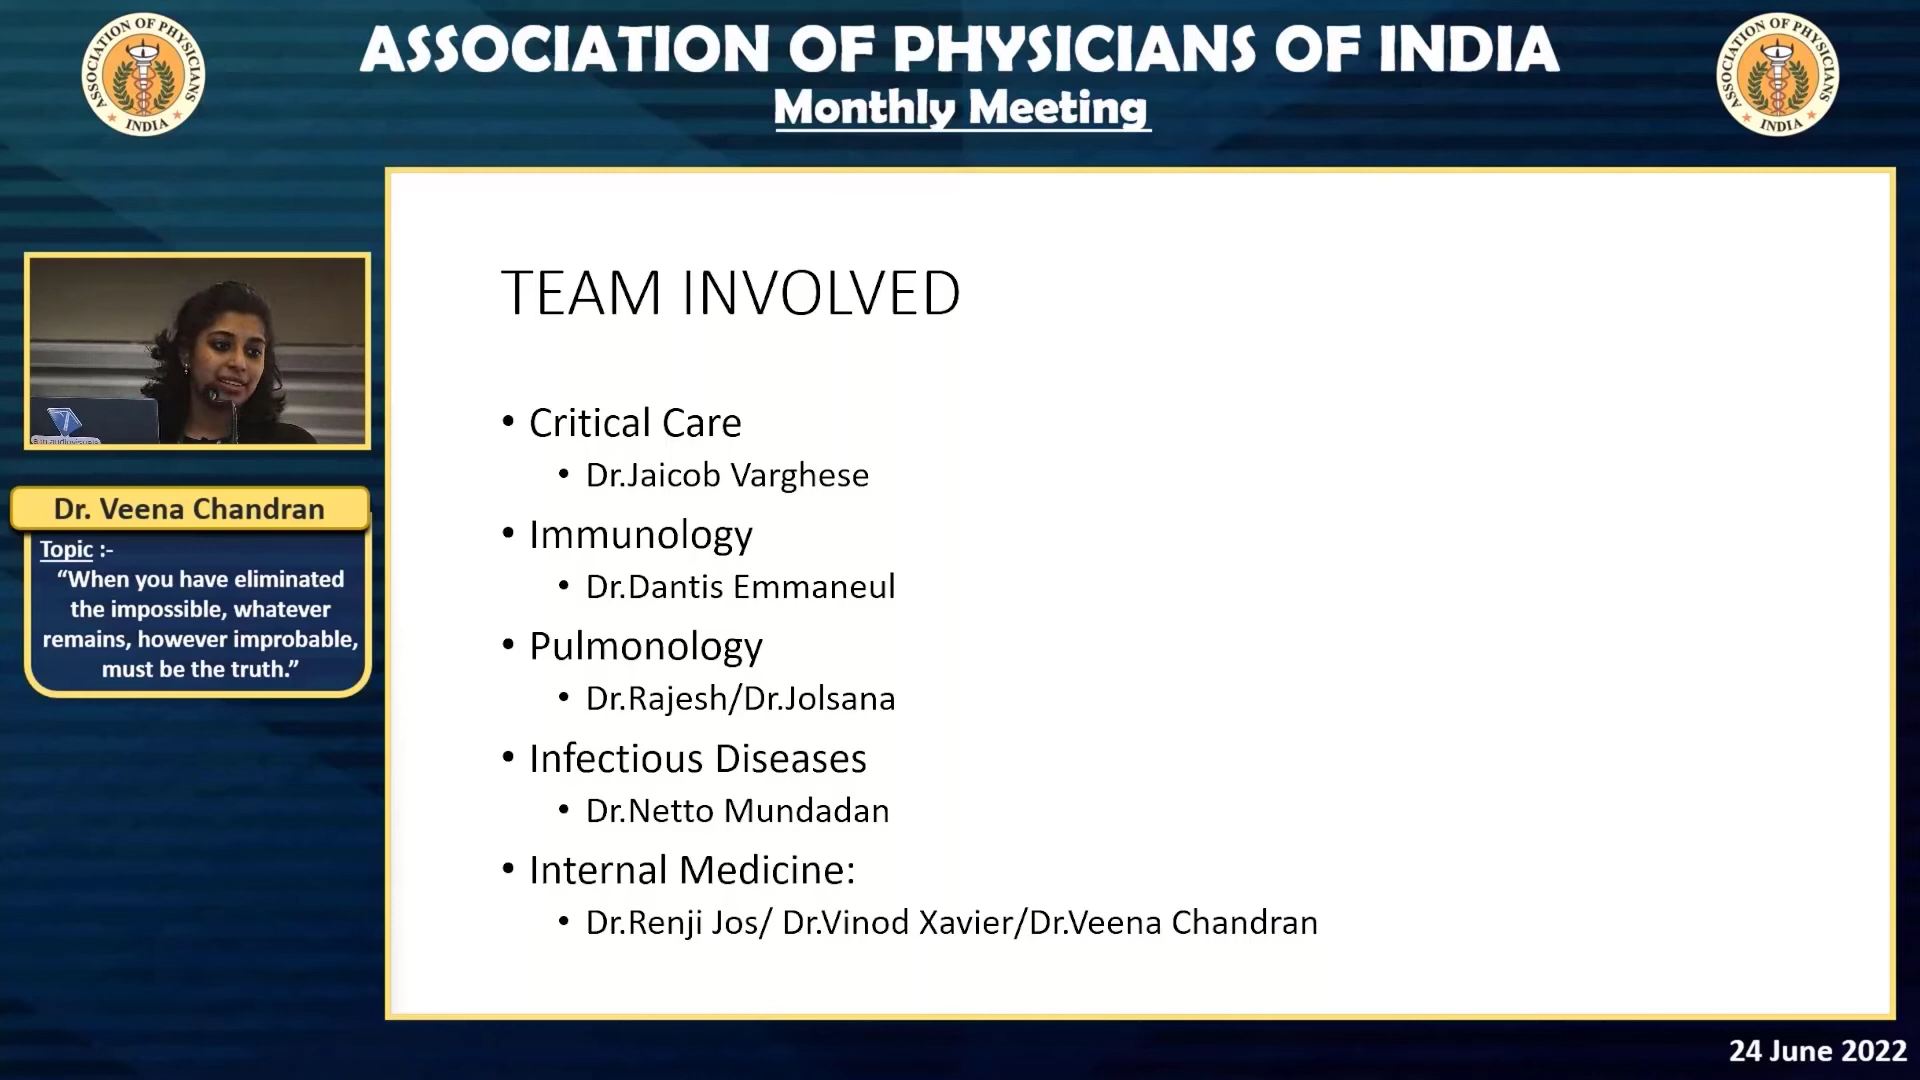 ASSOCIATION OF PHYSICIANS OF INDIA
Monthly Meeting
ASSOCIATION OF PHYSICIANS
INDIA
ASSOCIATION OF PHYSICIANS
INDIA
Dr. Veena Chandran
Topic :-
“When you have eliminated
the impossible, whatever
remains, however improbable,
must be the truth.”
TEAM INVOLVED
• Critical Care
• Dr.Jaicob Varghese
• Immunology
• Dr.Dantis Emmaneul
• Pulmonology
• Dr.Rajesh/Dr.Jolsana
• Infectious Diseases
• Dr.Netto Mundadan
• Internal Medicine:
• Dr.Renji Jos/ Dr.Vinod Xavier/Dr.Veena Chandran
24 June 2022